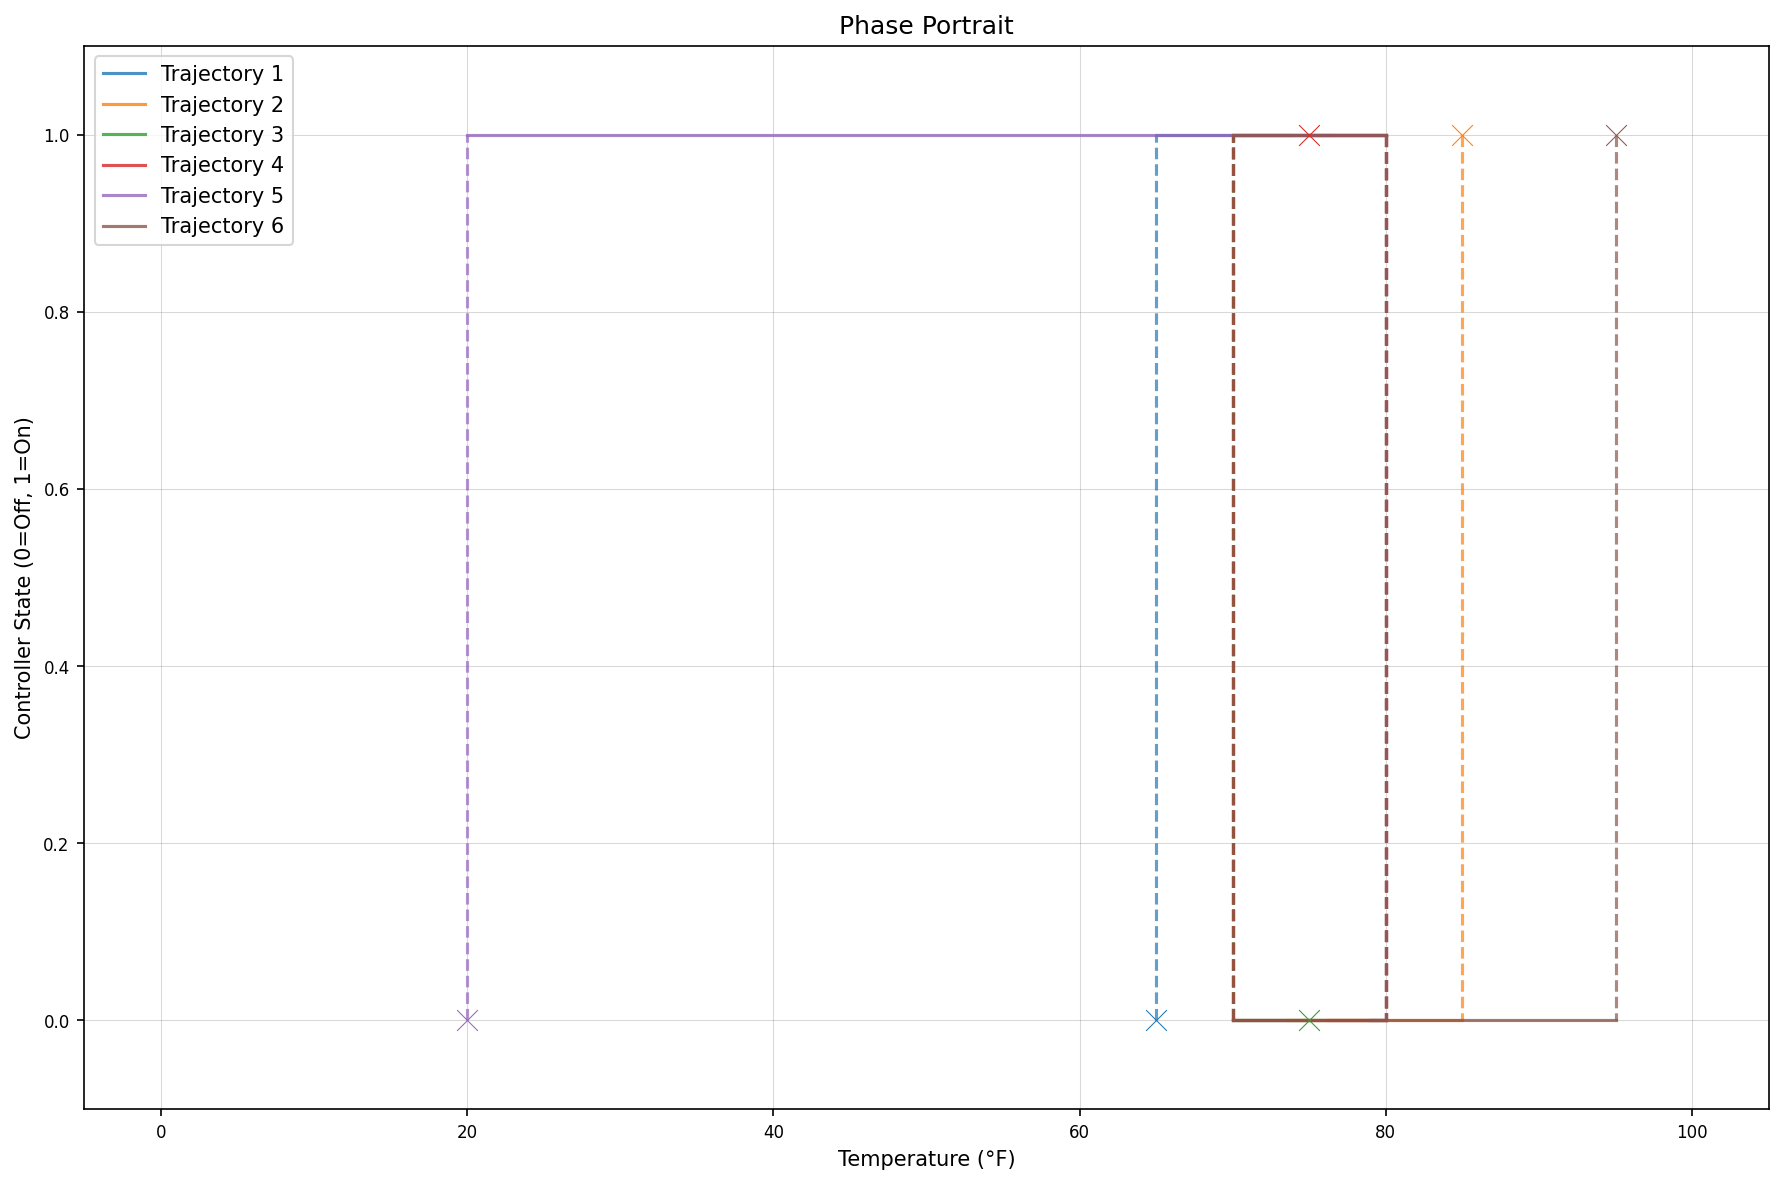 Phase Portrait
Trajectory 1
Trajectory 2
Trajectory 3
Trajectory 4
Trajectory 5
Trajectory 6
Controller State (0=Off, 1=On)
1.0
0.8
0.6
0.4
0.2
0.0
0 20 40 60 80 100
Temperature (°F)